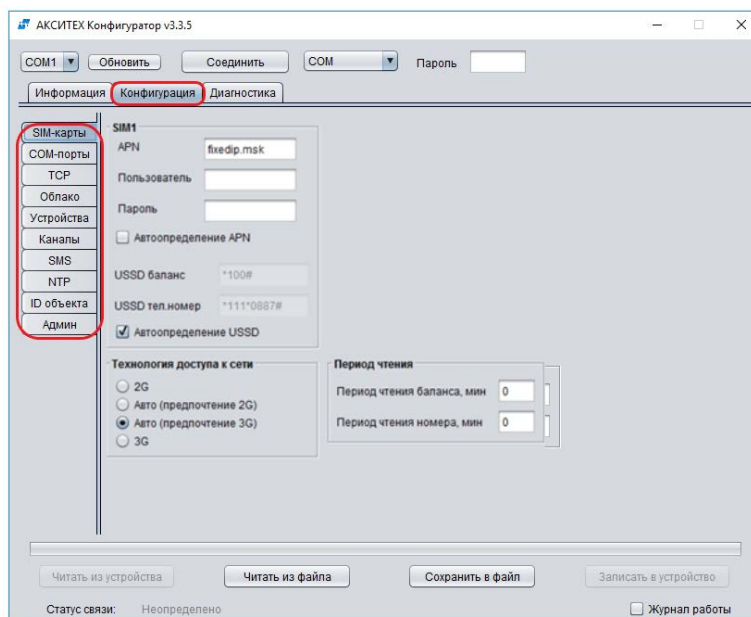 АКСИТЕХ Конфигуратор v3.3.5
COM1 Обновить Соединить COM Пароль
Информация Конфигурация Диагностика
SIM-карты
COM-порты
TCP
Облако
Устройства
Каналы
SMS
NTP
ID объекта
Админ
SIM1
APN fixedip.msk
Пользователь
Пароль
Автоопределение APN
USSD баланс *100#
USSD тел.номер *111*0887#
Автоопределение USSD
Технология доступа к сети
2G
Авто (предпочтение 2G)
Авто (предпочтение 3G)
3G
Период чтения
Период чтения баланса, мин 0
Период чтения номера, мин 0
Читать из устройства Читать из файла Сохранить в файл Записать в устройство
Статус связи: Неопределено Журнал работы